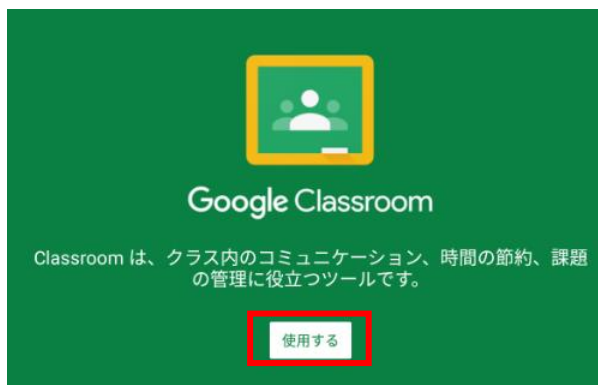 Google Classroom
Classroom は、クラス内のコミュニケーション、時間の節約、課題
の管理に役立つツールです。
使用する